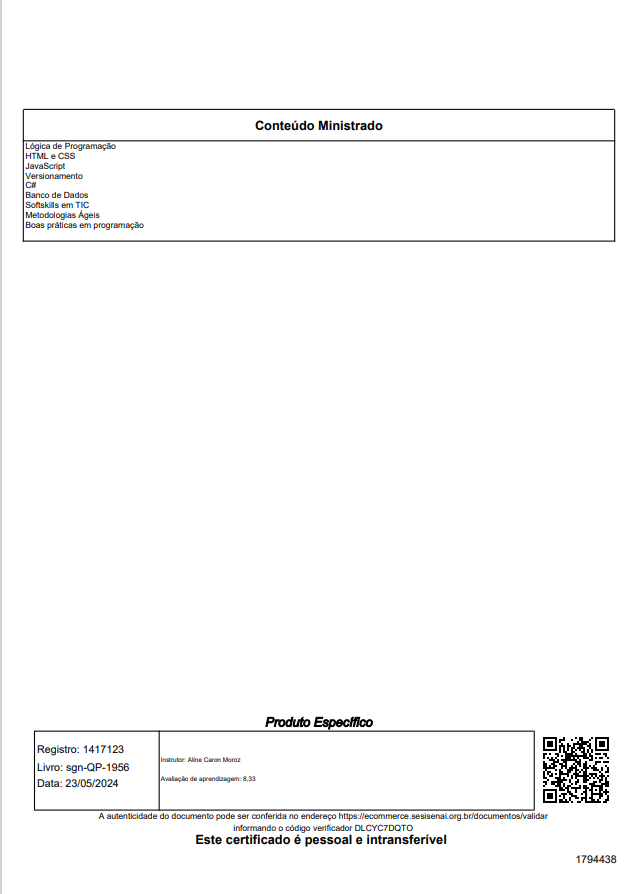 Conteúdo Ministrado
Lógica de Programação
HTML e CSS
JavaScript
Versionamento
C#
Banco de Dados
Softskills em TIC
Metodologias Ágeis
Boas práticas em programação
Produto Específico
Registro: 1417123
Livro: sgn-QP-1956
Data: 23/05/2024
Instrutor: Aline Caron Moroz
Avaliação de aprendizagem: 8,33
A autenticidade do documento pode ser conferida no endereço https://ecommerce.sesisenai.org.br/documentos/validar
informando o código verificador DLCYC7DQTO
Este certificado é pessoal e intransferível
1794438